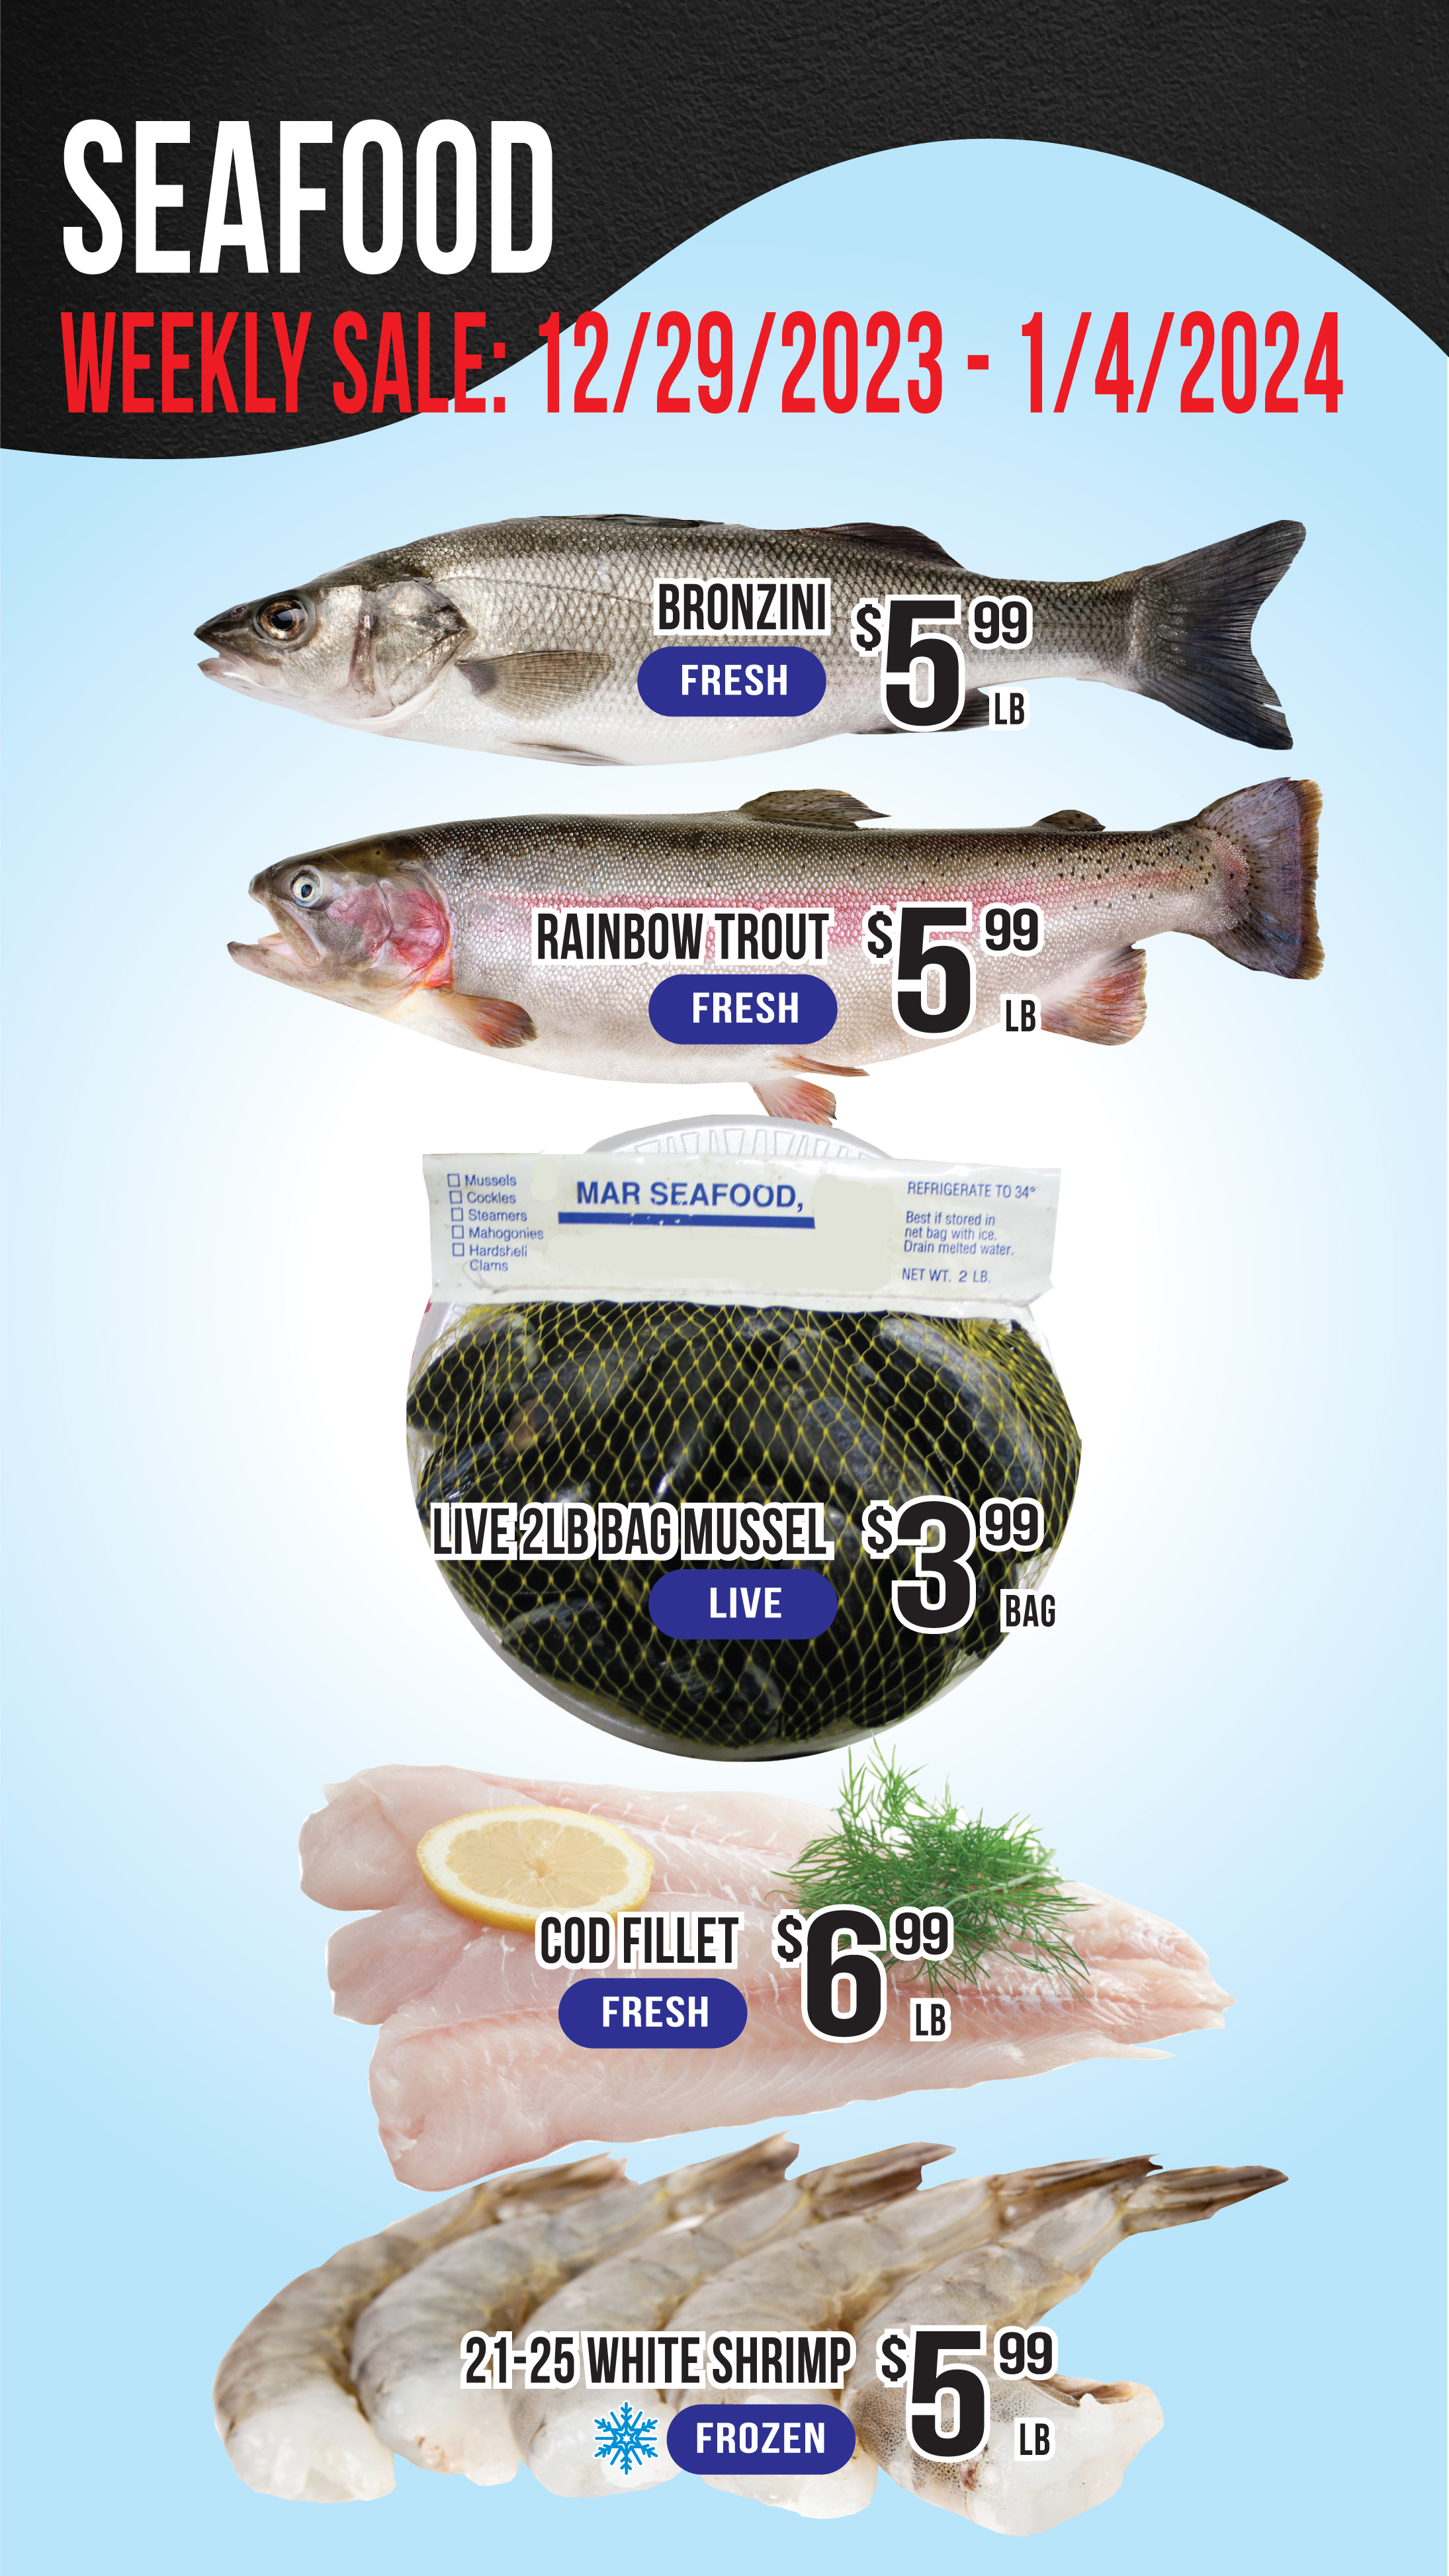 SEAFOOD
WEEKLY SALE: 12/29/2023 - 1/4/2024
BRONZINI
FRESH
$5 99
LB
RAINBOW TROUT
FRESH
$5 99
LB
☐ Mussels
☐ Cockles
☐ Steamers
☐ Mahogonies
☐ Hardshell
Clams
MAR SEAFOOD,
REFRIGERATE TO 34°
Best if stored in
net bag with ice.
Drain melted water.
NET WT. 2 LB.
LIVE 2LB BAG MUSSEL
LIVE
$3 99
BAG
COD FILLET
FRESH
$6 99
LB
21-25 WHITE SHRIMP
FROZEN
$5 99
LB